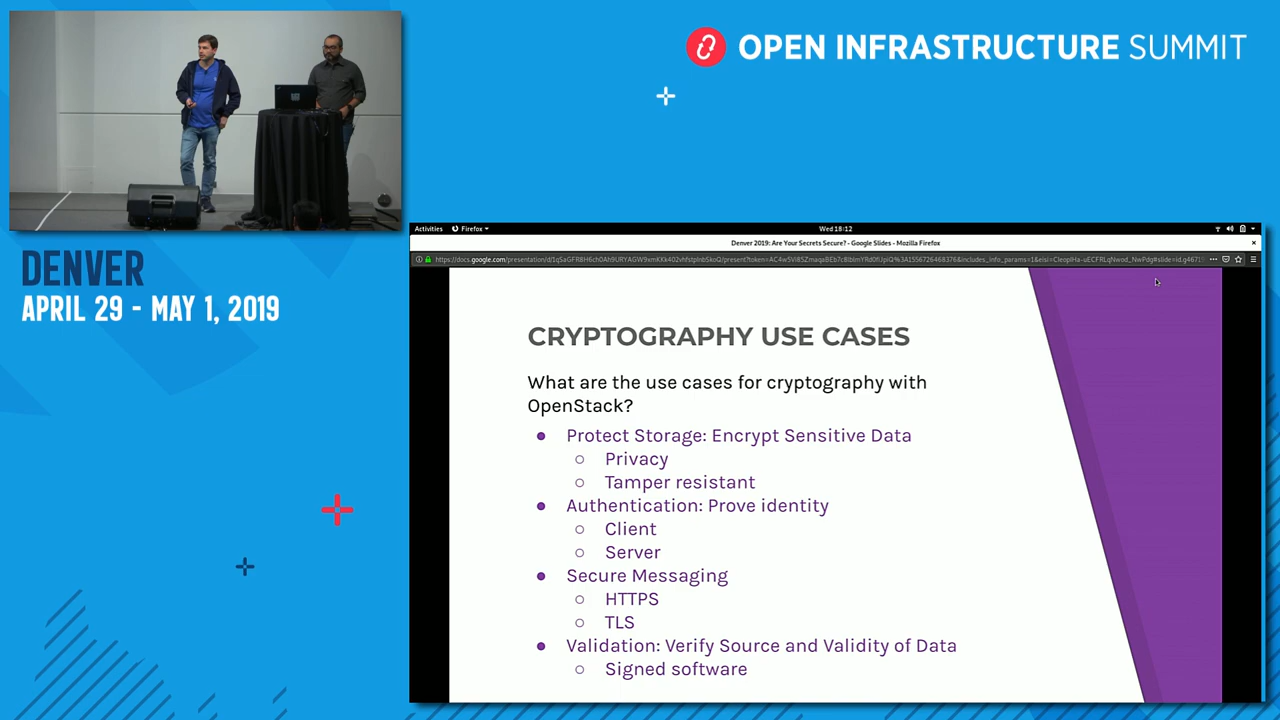 OPEN INFRASTRUCTURE SUMMIT
DENVER
APRIL 29 - MAY 1, 2019
Activities
Firefox
Wed 18:12
Denver 2019: Are Your Secrets Secure? - Google Slides - Mozilla Firefox
CRYPTOGRAPHY USE CASES
What are the use cases for cryptography with
OpenStack?
Protect Storage: Encrypt Sensitive Data
Privacy
Tamper resistant
Authentication: Prove identity
Client
Server
Secure Messaging
HTTPS
TLS
Validation: Verify Source and Validity of Data
Signed software